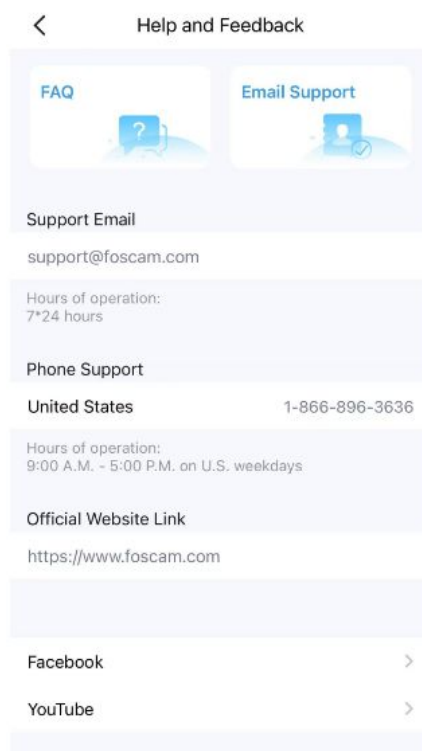 Help and Feedback
FAQ
Email Support
?
Support Email
support@foscam.com
Hours of operation:
7*24 hours
Phone Support
United States 1-866-896-3636
Hours of operation:
9:00 A.M. - 5:00 P.M. on U.S. weekdays
Official Website Link
https://www.foscam.com
Facebook
YouTube